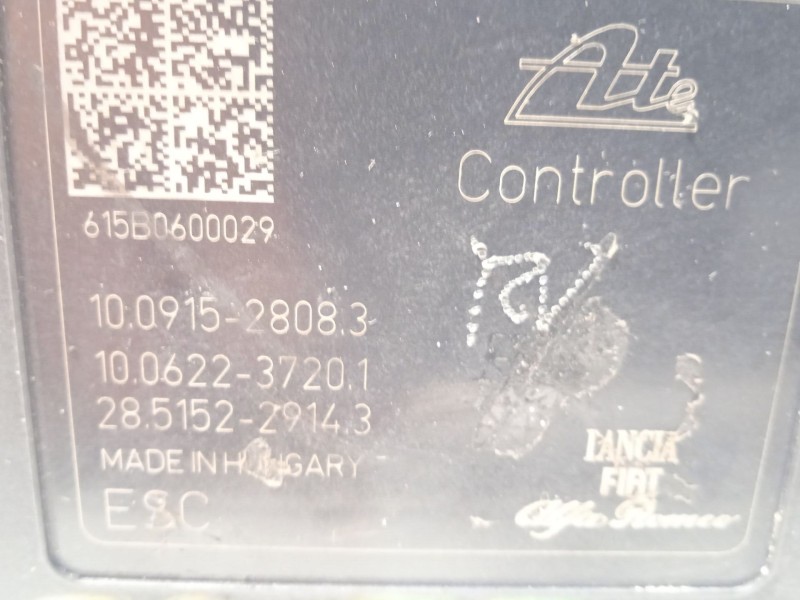 Ate
Controller
615B0600029
10.0915-2808.3
10.0622-3720.1
28.5152-2914.3
MADE IN HUNGARY
ESC
LANCIA
FIAT
Alfa Romeo